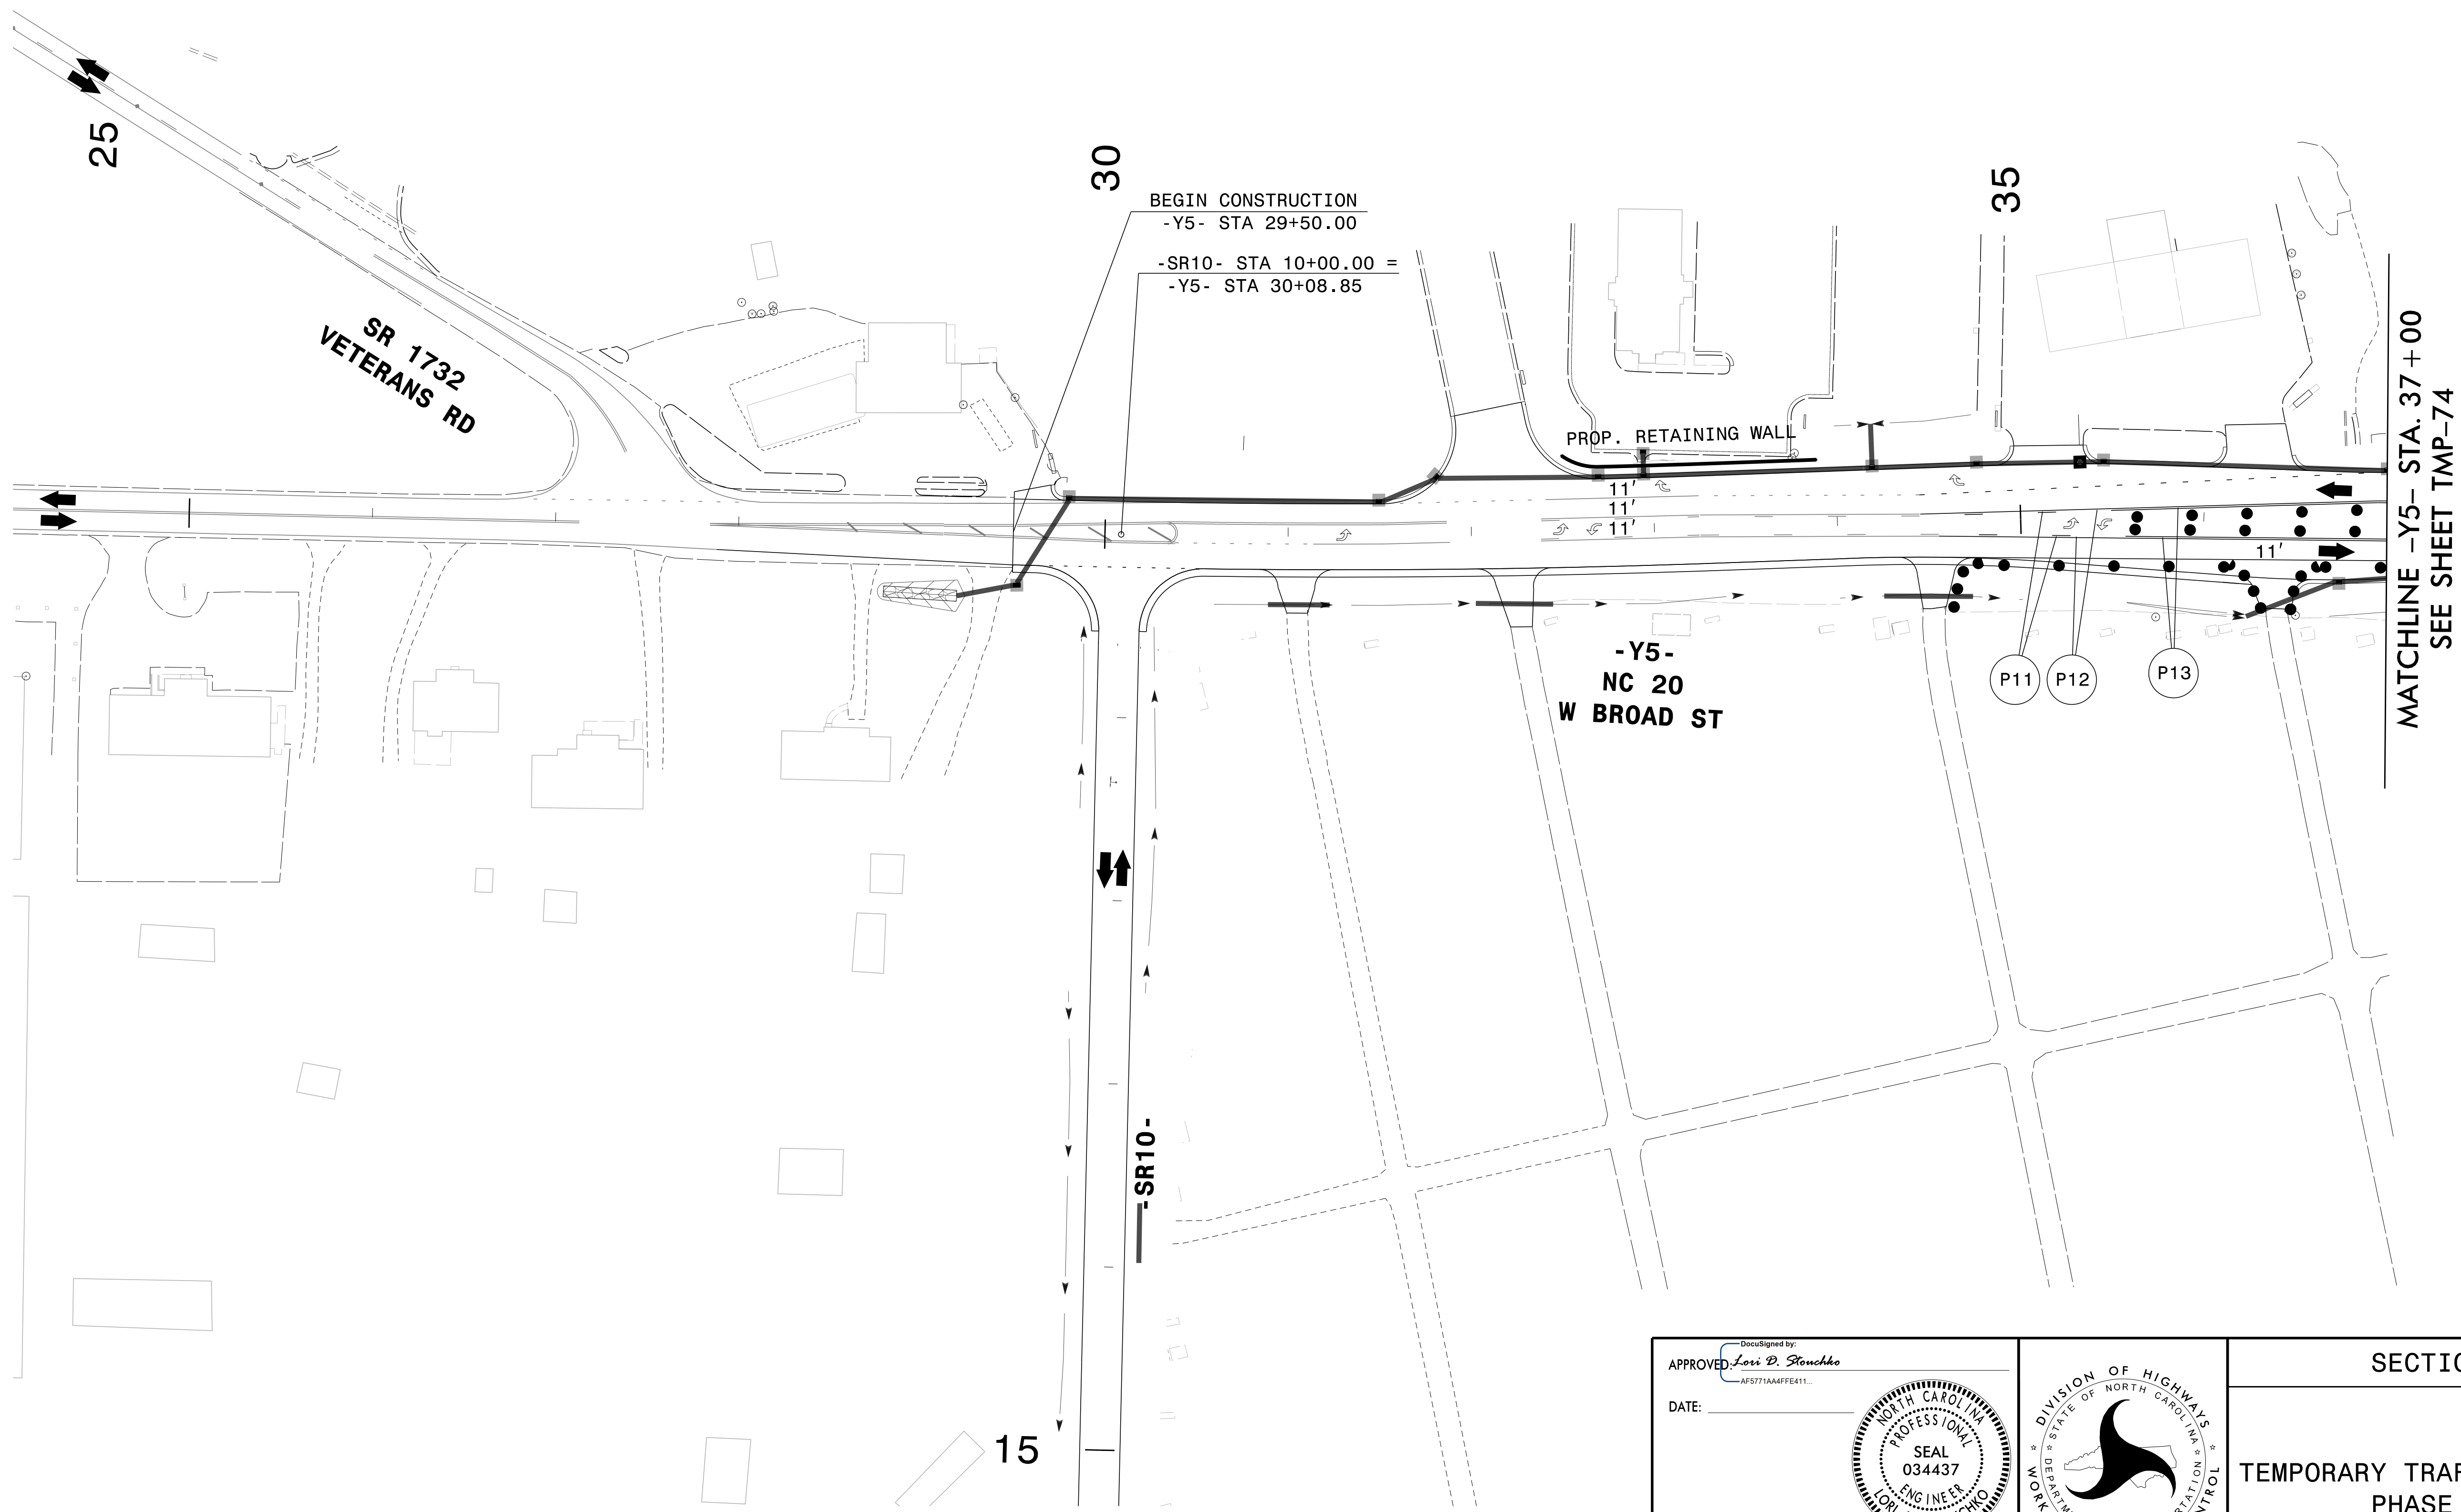 25
30
35
BEGIN CONSTRUCTION
-Y5- STA 29+50.00
-SR10- STA 10+00.00 =
-Y5- STA 30+08.85
SR 1732
VETERANS RD
PROP. RETAINING WALL
11'
11'
11'
11'
MATCHLINE -Y5- STA. 37+00
SEE SHEET TMP-74
-Y5-
NC 20
W BROAD ST
P11
P12
P13
-SR10-
15
DocuSigned by:
APPROVED: Lori D. Stouchko
AF5771AA4FFE411...
DATE:
NORTH CAROLINA
PROFESSIONAL
SEAL
034437
ENGINEER
DIVISION OF HIGHWAYS
STATE OF NORTH CAROLINA
TEMPORARY
PHASE